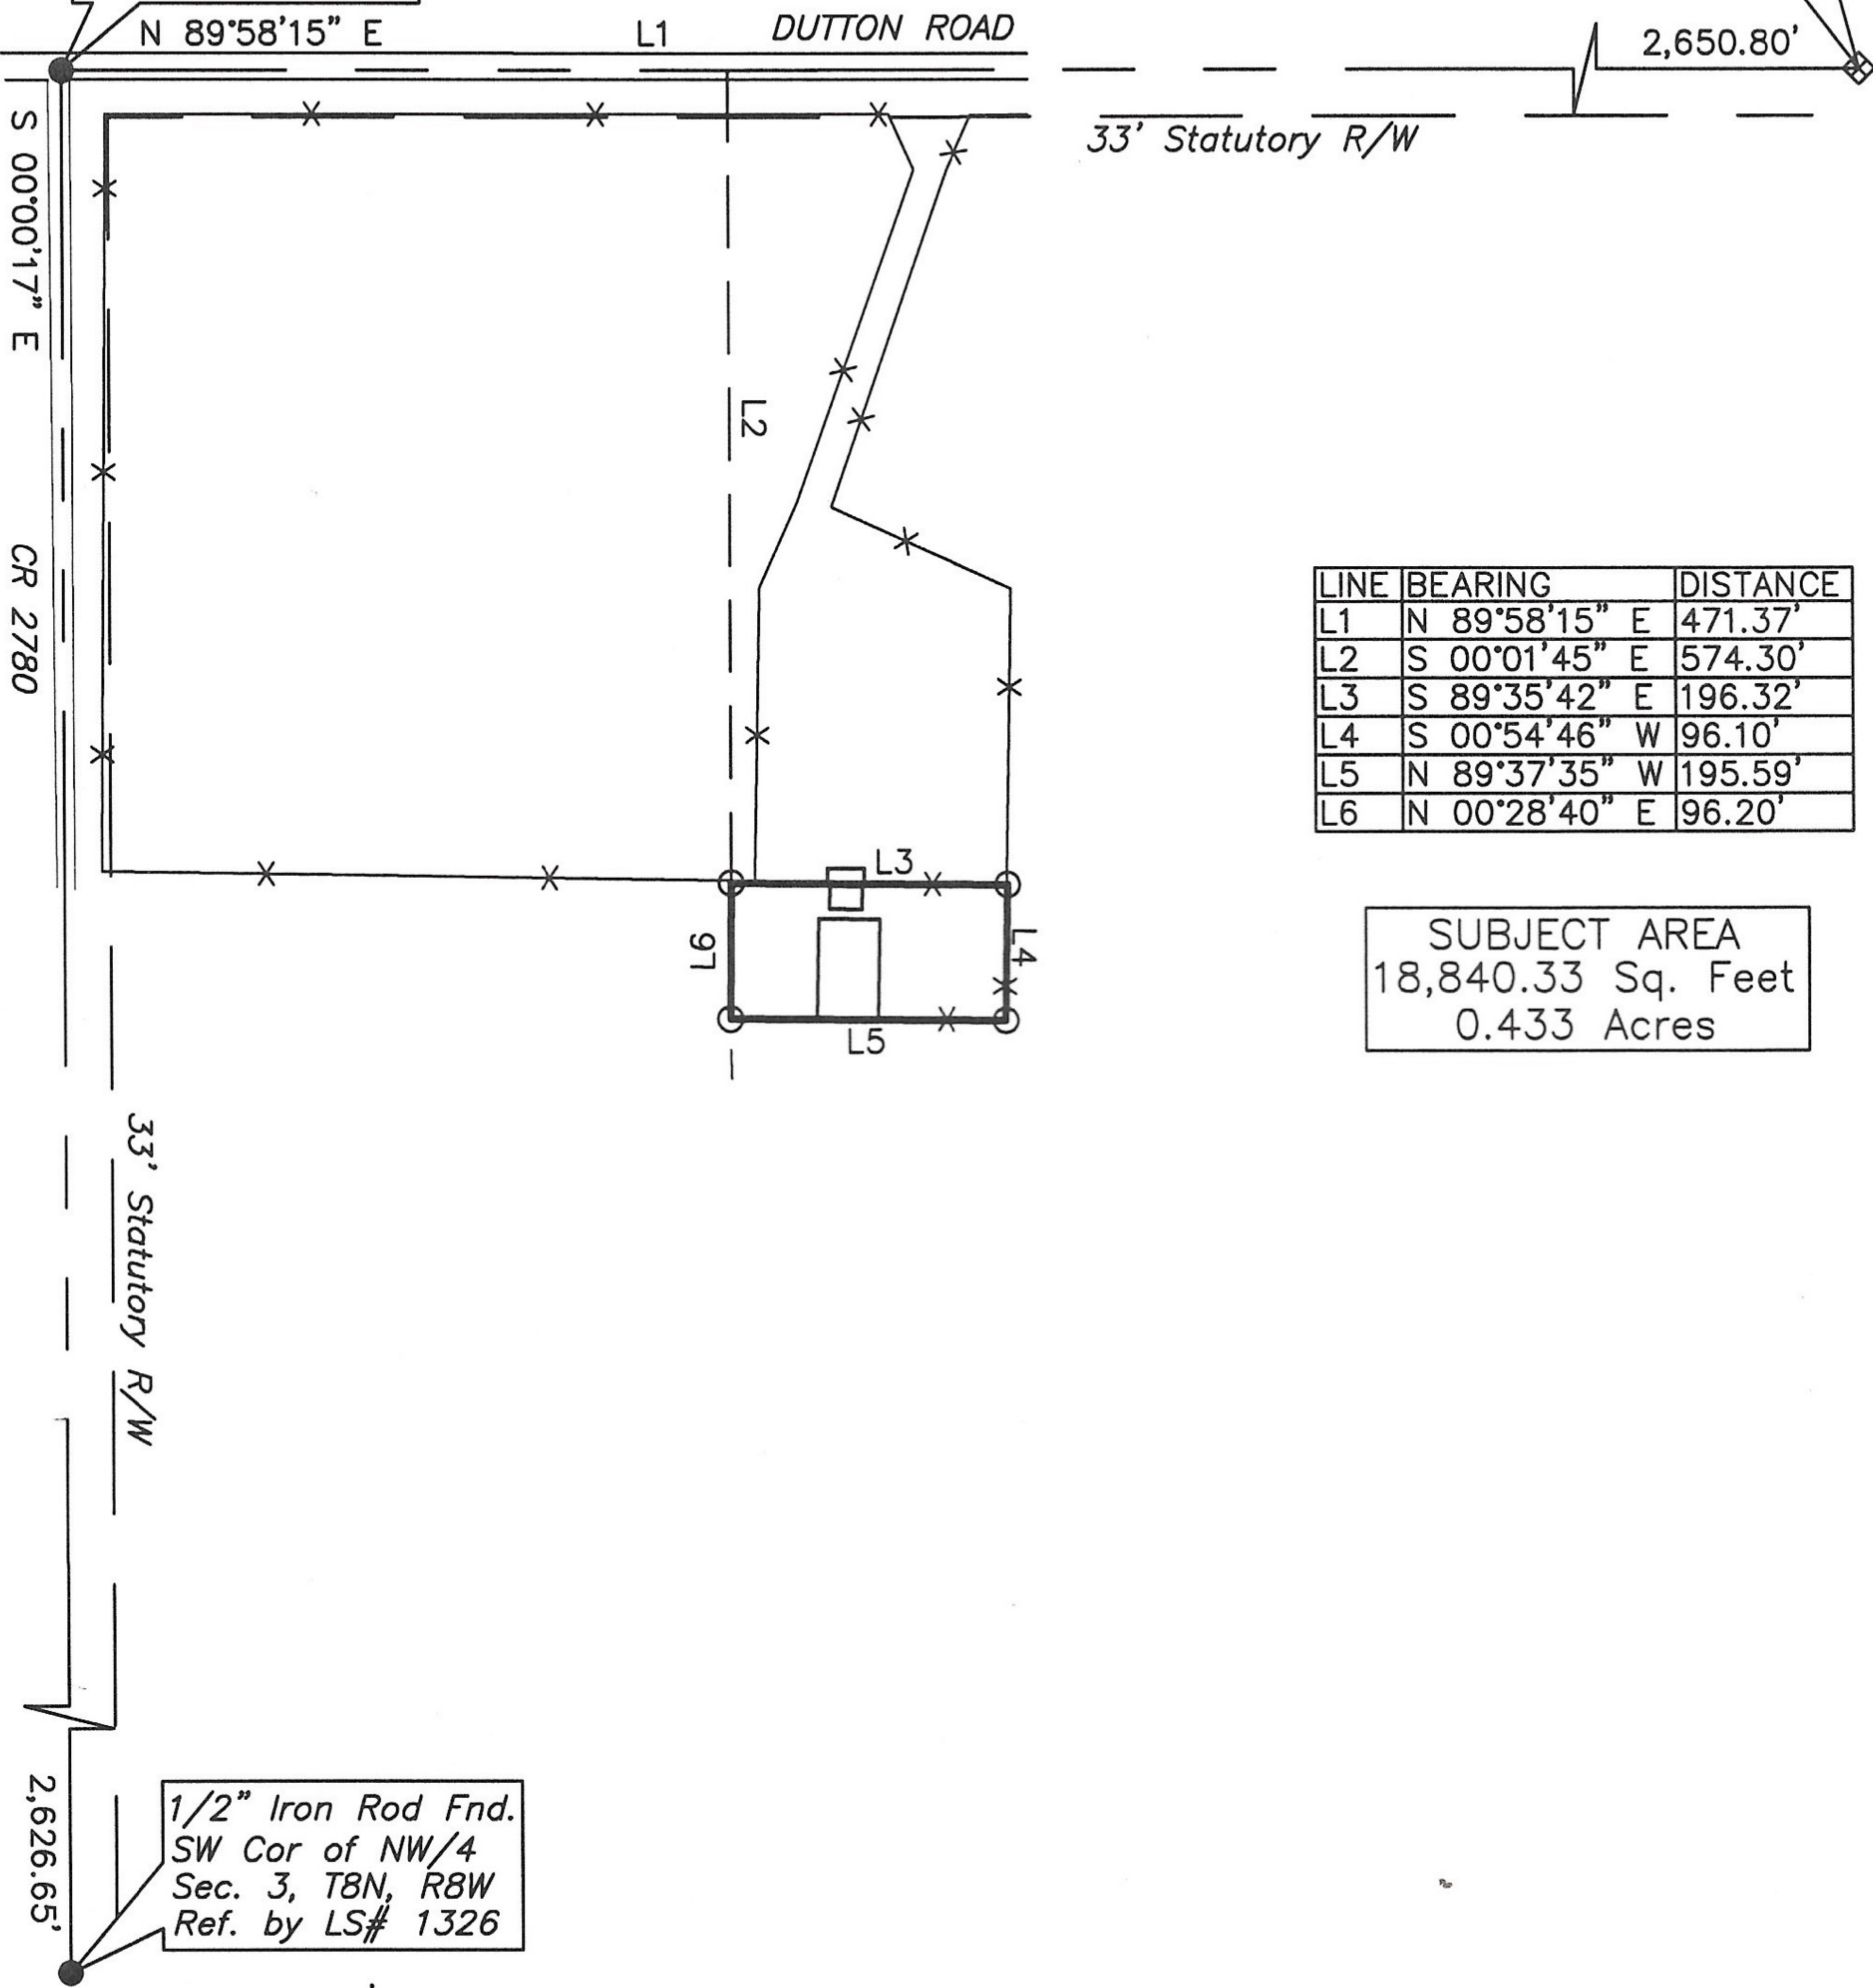 N 89°58'15" E L1 DUTTON ROAD 2,650.80'
33' Statutory R/W
S 00°00'17" E CR 2780
L2
LINE BEARING DISTANCE
L1 N 89°58'15" E 471.37'
L2 S 00°01'45" E 574.30'
L3 S 89°35'42" E 196.32'
L4 S 00°54'46" W 96.10'
L5 N 89°37'35" W 195.59'
L6 N 00°28'40" E 96.20'
L3
L4
L6
L5
SUBJECT AREA
18,840.33 Sq. Feet
0.433 Acres
33' Statutory R/W
2,626.65'
1/2" Iron Rod Fnd.
SW Cor of NW/4
Sec. 3, T8N, R8W
Ref. by LS# 1326